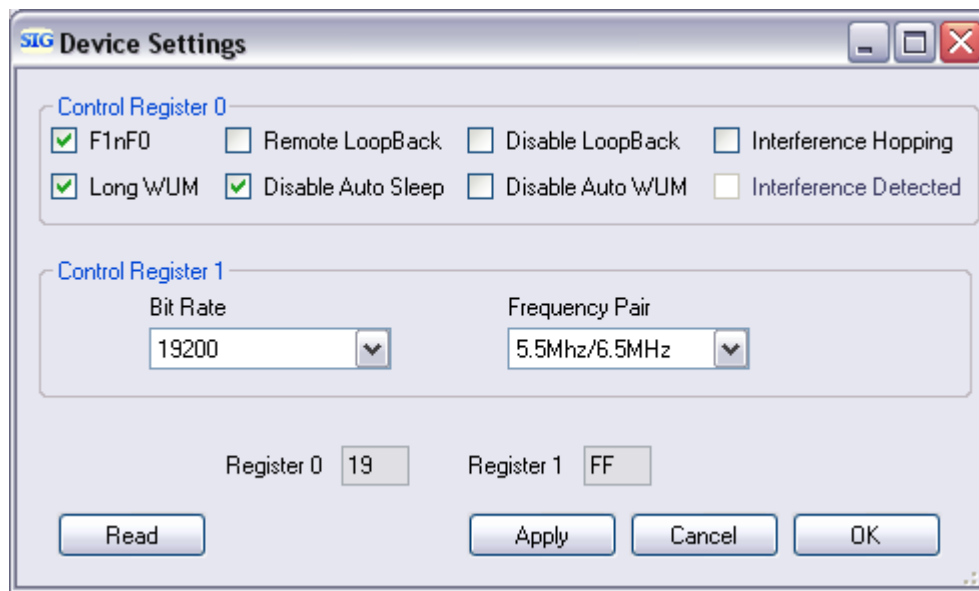 SIG Device Settings
Control Register 0
F1nF0 Remote LoopBack Disable LoopBack Interference Hopping
Long WUM Disable Auto Sleep Disable Auto WUM Interference Detected
Control Register 1
Bit Rate Frequency Pair
19200 5.5Mhz/6.5MHz
Register 0 19 Register 1 FF
Read Apply Cancel OK